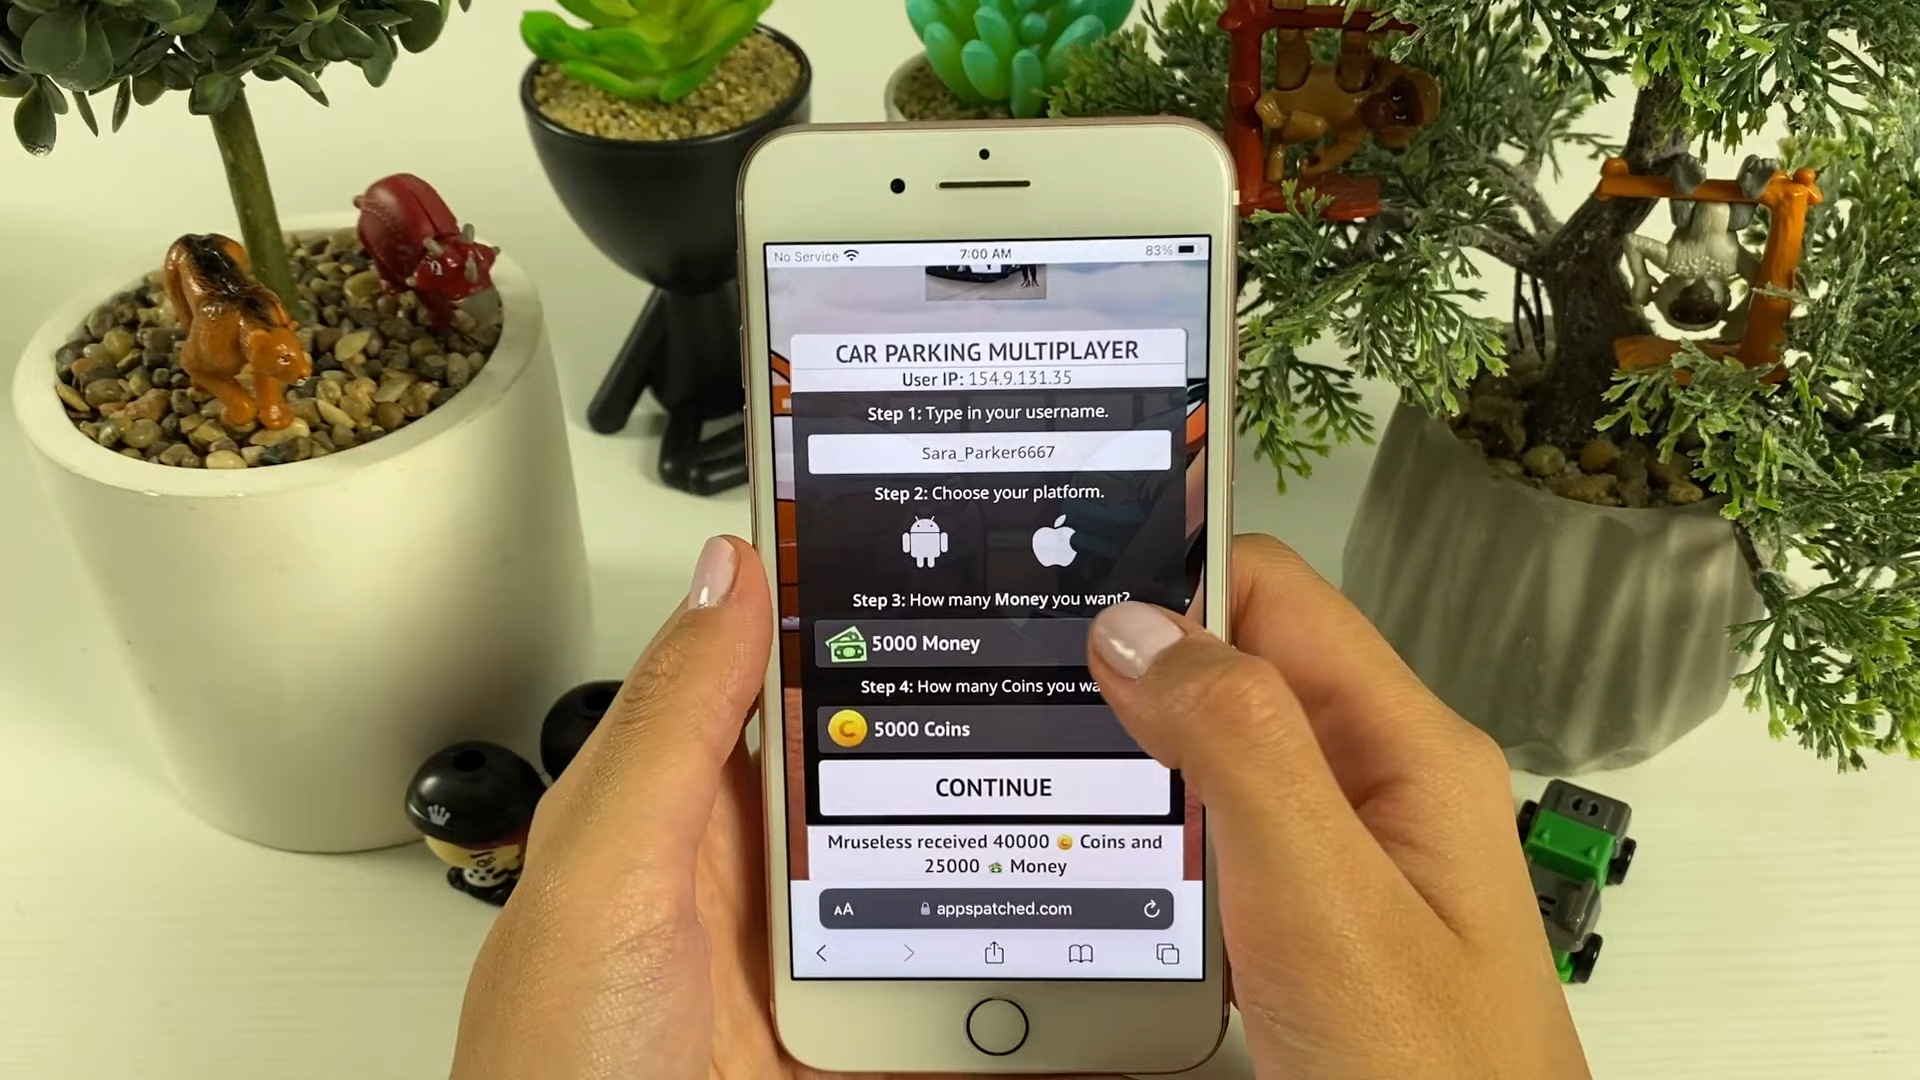 No Service 7:00 AM 83%
CAR PARKING MULTIPLAYER
User IP: 154.9.131.35
Step 1: Type in your username.
Sara_Parker6667
Step 2: Choose your platform.
Step 3: How many Money you want?
5000 Money
Step 4: How many Coins you wa
5000 Coins
CONTINUE
Mruseless received 40000 Coins and
25000 Money
AA appspatched.com